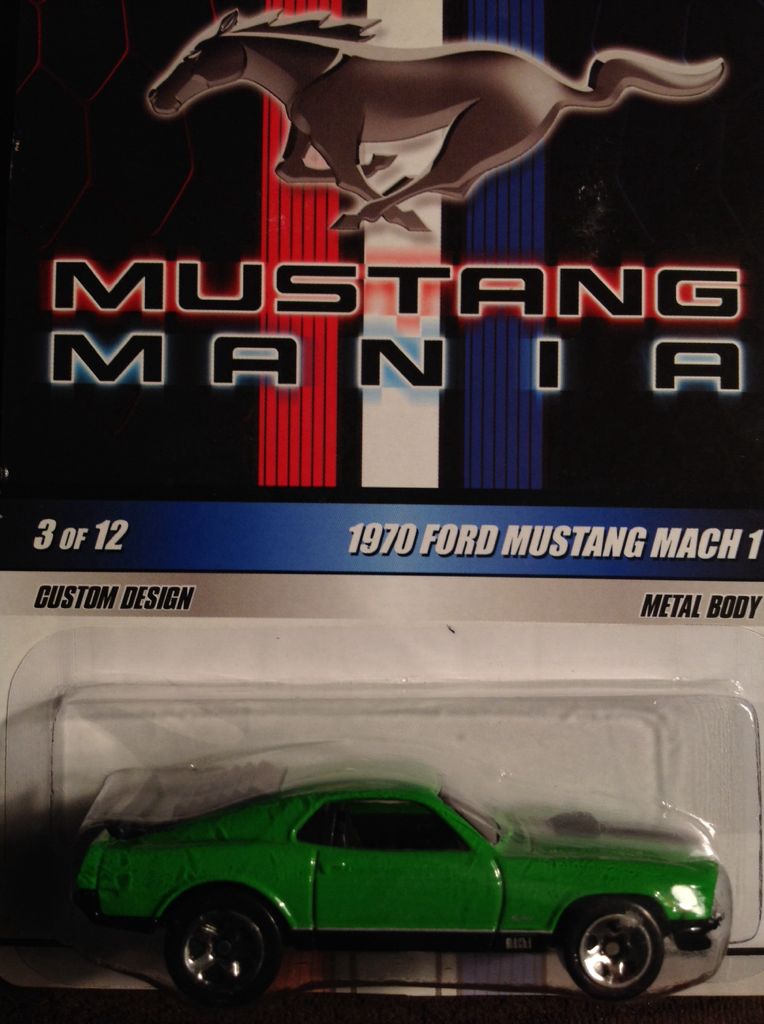 MUSTANG
MANIA
3 OF 12 1970 FORD MUSTANG MACH 1
CUSTOM DESIGN METAL BODY